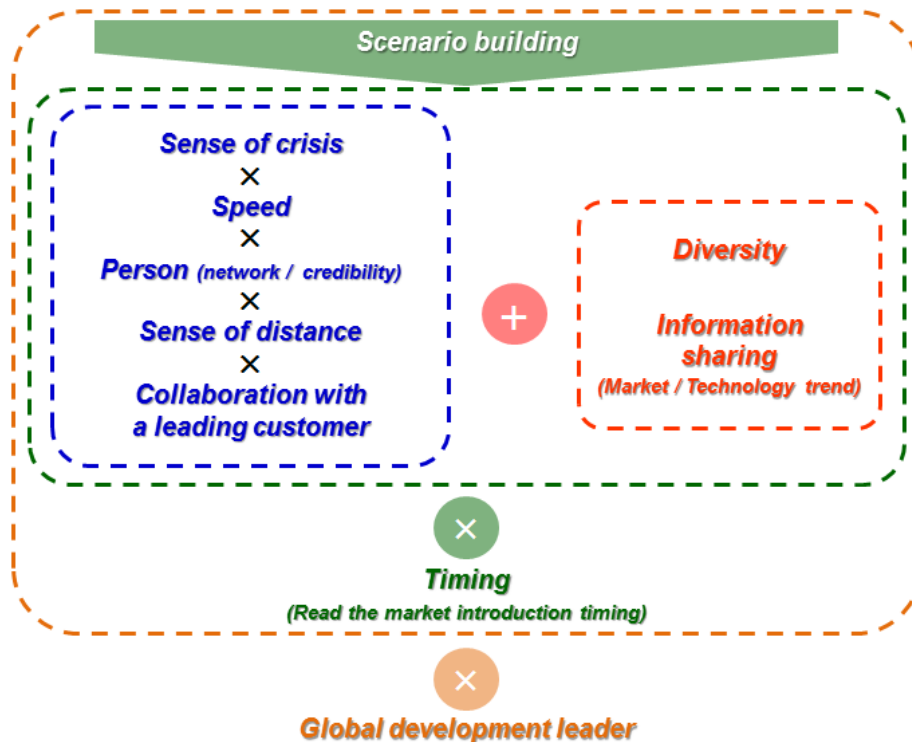 Scenario building
Sense of crisis
×
Speed
×
Person (network / credibility)
×
Sense of distance
×
Collaboration with
a leading customer
+
Diversity
Information
sharing
(Market / Technology trend)
×
Timing
(Read the market introduction timing)
×
Global development leader